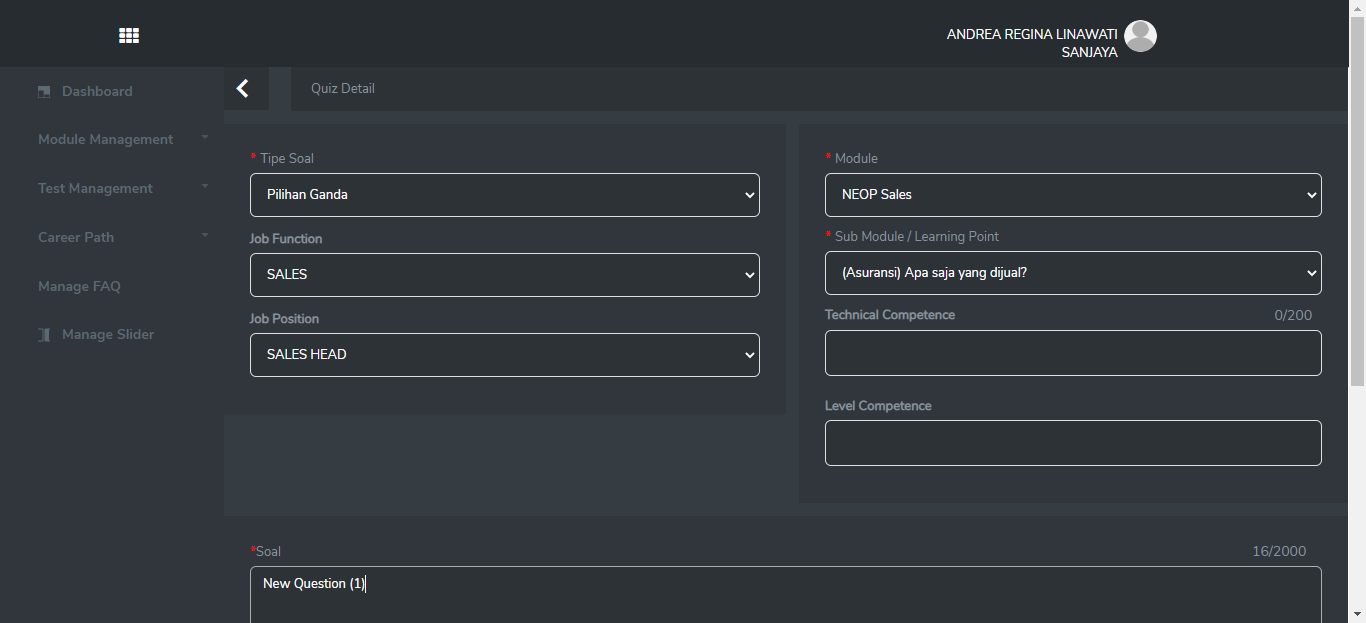 ANDREA REGINA LINAWATI
SANJAYA
Dashboard
Module Management
Test Management
Career Path
Manage FAQ
Manage Slider
Quiz Detail
* Tipe Soal
Pilihan Ganda
Job Function
SALES
Job Position
SALES HEAD
* Module
NEOP Sales
* Sub Module / Learning Point
(Asuransi) Apa saja yang dijual?
Technical Competence 0/200
Level Competence
*Soal 16/2000
New Question (1)